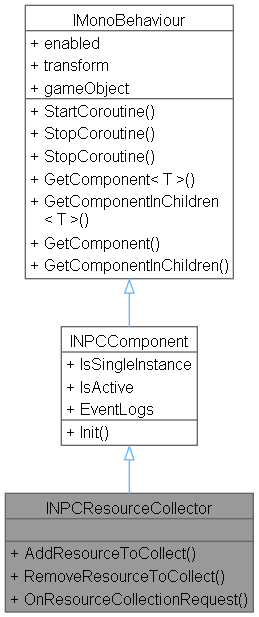 IMonoBehaviour
+ enabled
+ transform
+ gameObject
+ StartCoroutine()
+ StopCoroutine()
+ StopCoroutine()
+ GetComponent< T >()
+ GetComponentInChildren
< T >()
+ GetComponent()
+ GetComponentInChildren()
INPCComponent
+ IsSingleInstance
+ IsActive
+ EventLogs
+ Init()
INPCResourceCollector
+ AddResourceToCollect()
+ RemoveResourceToCollect()
+ OnResourceCollectionRequest()